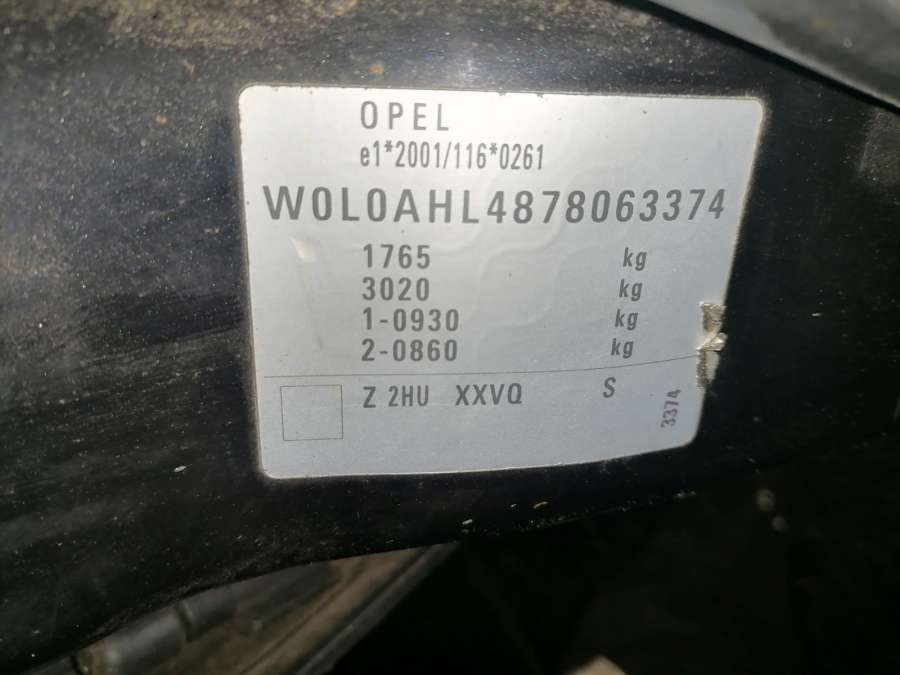 OPEL
e1*2001/116*0261
W0L0AHL4878063374
1765 kg
3020 kg
1-0930 kg
2-0860 kg
Z 2HU XXVQ S
3374